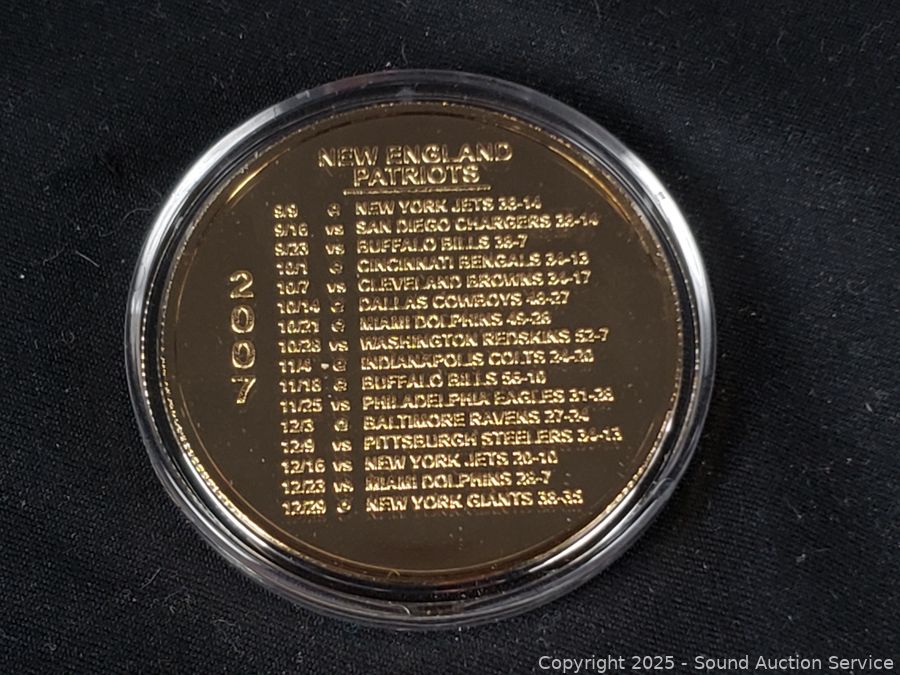 NEW ENGLAND
PATRIOTS
2007
9/9 @ NEW YORK JETS 38-14
9/16 vs SAN DIEGO CHARGERS 38-14
9/23 vs BUFFALO BILLS 38-7
10/1 @ CINCINNATI BENGALS 34-13
10/7 vs CLEVELAND BROWNS 34-17
10/14 @ DALLAS COWBOYS 48-27
10/21 @ MIAMI DOLPHINS 49-28
10/28 vs WASHINGTON REDSKINS 52-7
11/4 @ INDIANAPOLIS COLTS 24-20
11/18 @ BUFFALO BILLS 56-10
11/25 vs PHILADELPHIA EAGLES 31-28
12/3 @ BALTIMORE RAVENS 27-24
12/9 vs PITTSBURGH STEELERS 34-13
12/16 vs NEW YORK JETS 20-10
12/23 vs MIAMI DOLPHINS 28-7
12/29 @ NEW YORK GIANTS 38-35
Copyright 2025 - Sound Auction Service